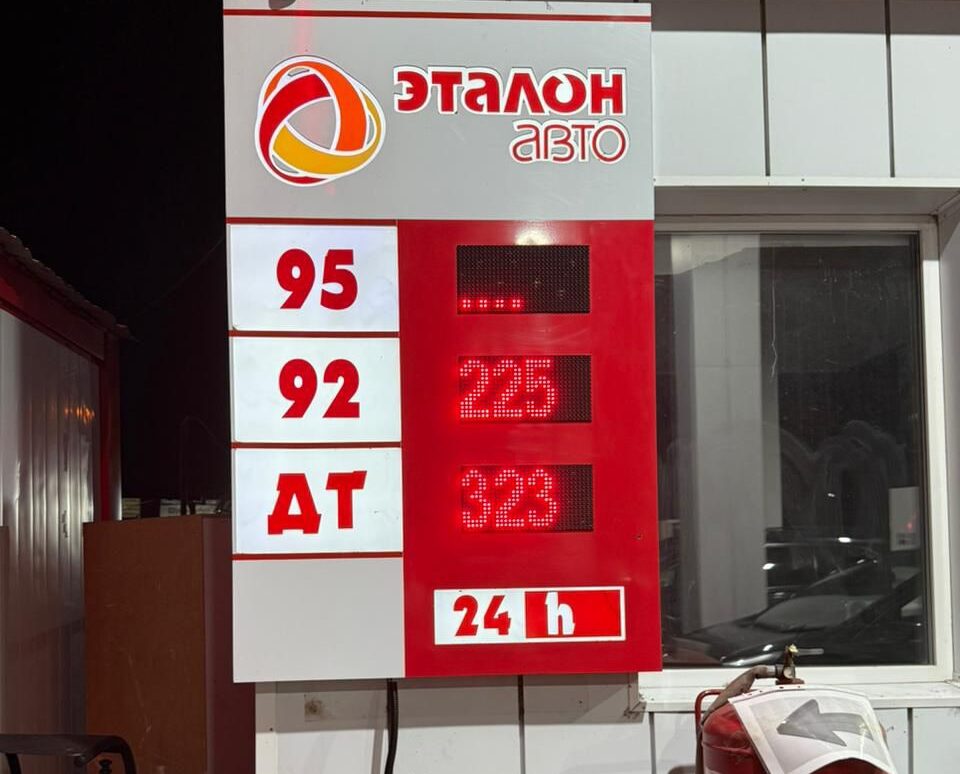 эталон
авто
95 ....
92 225
ДТ 323
24 h